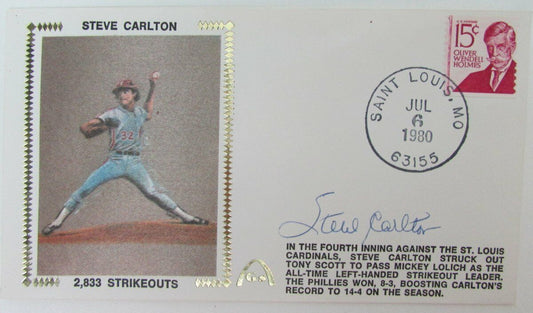 STEVE CARLTON
32
2,833 STRIKEOUTS
15¢
OLIVER
WENDELL
HOLMES
SAINT LOUIS, MO
JUL
6
1980
63155
Steve Carlton
IN THE FOURTH INNING AGAINST THE ST. LOUIS
CARDINALS, STEVE CARLTON STRUCK OUT
TONY SCOTT TO PASS MICKEY LOLICH AS THE
ALL-TIME LEFT-HANDED STRIKEOUT LEADER.
THE PHILLIES WON, 8-3, BOOSTING CARLTON'S
RECORD TO 14-4 ON THE SEASON.